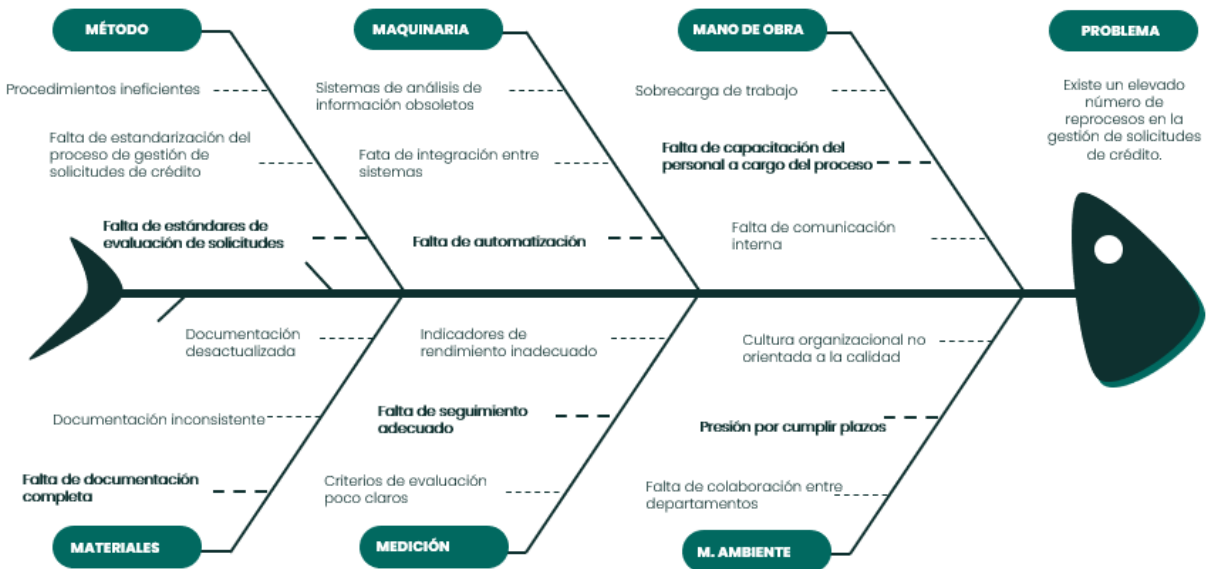 MÉTODO
MAQUINARIA
MANO DE OBRA
PROBLEMA
Procedimientos ineficientes
Falta de estandarización del
proceso de gestión de
solicitudes de crédito
Falta de estándares de
evaluación de solicitudes
Sistemas de análisis de
información obsoletos
Fata de integración entre
sistemas
Falta de automatización
Sobrecarga de trabajo
Falta de capacitación del
personal a cargo del proceso
Falta de comunicación
interna
Existe un elevado
número de
reprocesos en la
gestión de solicitudes
de crédito.
Documentación
desactualizada
Documentación inconsistente
Falta de documentación
completa
Indicadores de
rendimiento inadecuado
Falta de seguimiento
adecuado
Criterios de evaluación
poco claros
Cultura organizacional no
orientada a la calidad
Presión por cumplir plazos
Falta de colaboración entre
departamentos
MATERIALES
MEDICIÓN
M. AMBIENTE